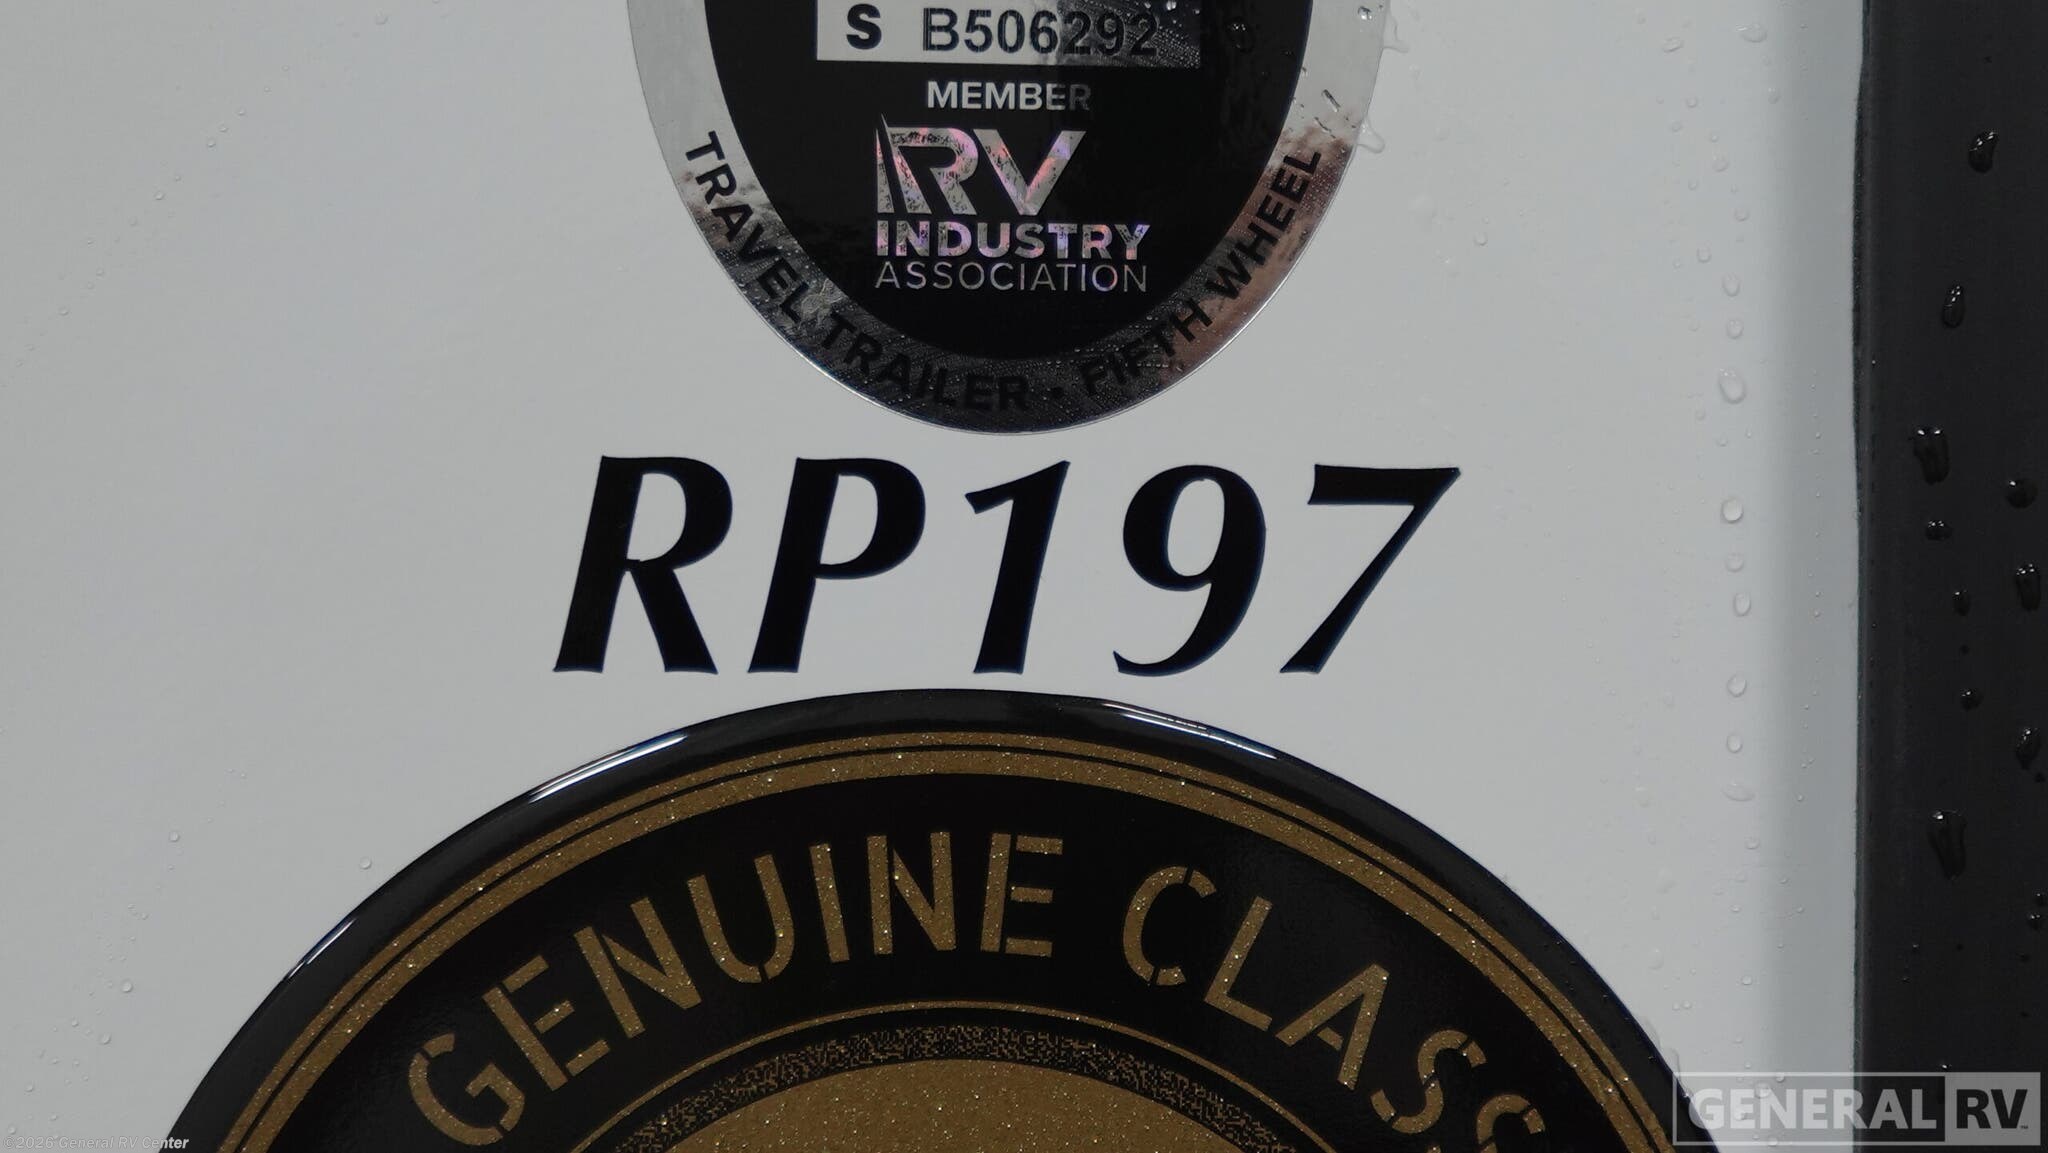 S B506292
MEMBER
RV
INDUSTRY
ASSOCIATION
TRAVEL TRAILER - FIFTH WHEEL
RP197
GENUINE CLASS
GENERAL RV
©2025 General RV Center